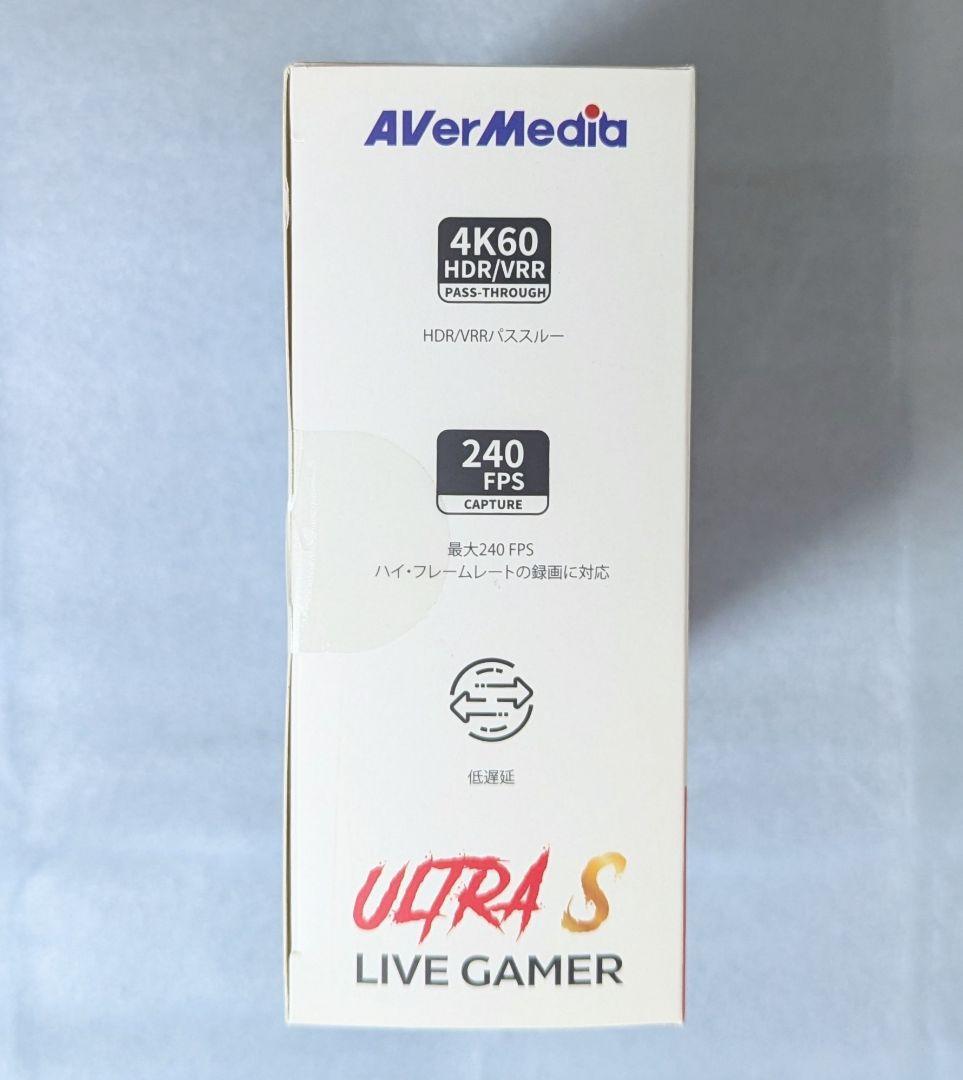 AVerMedia
4K60
HDR/VRR
PASS-THROUGH
HDR/VRRパススルー
240
FPS
CAPTURE
最大240 FPS
ハイ・フレームレートの録画に対応
低遅延
ULTRA S
LIVE GAMER